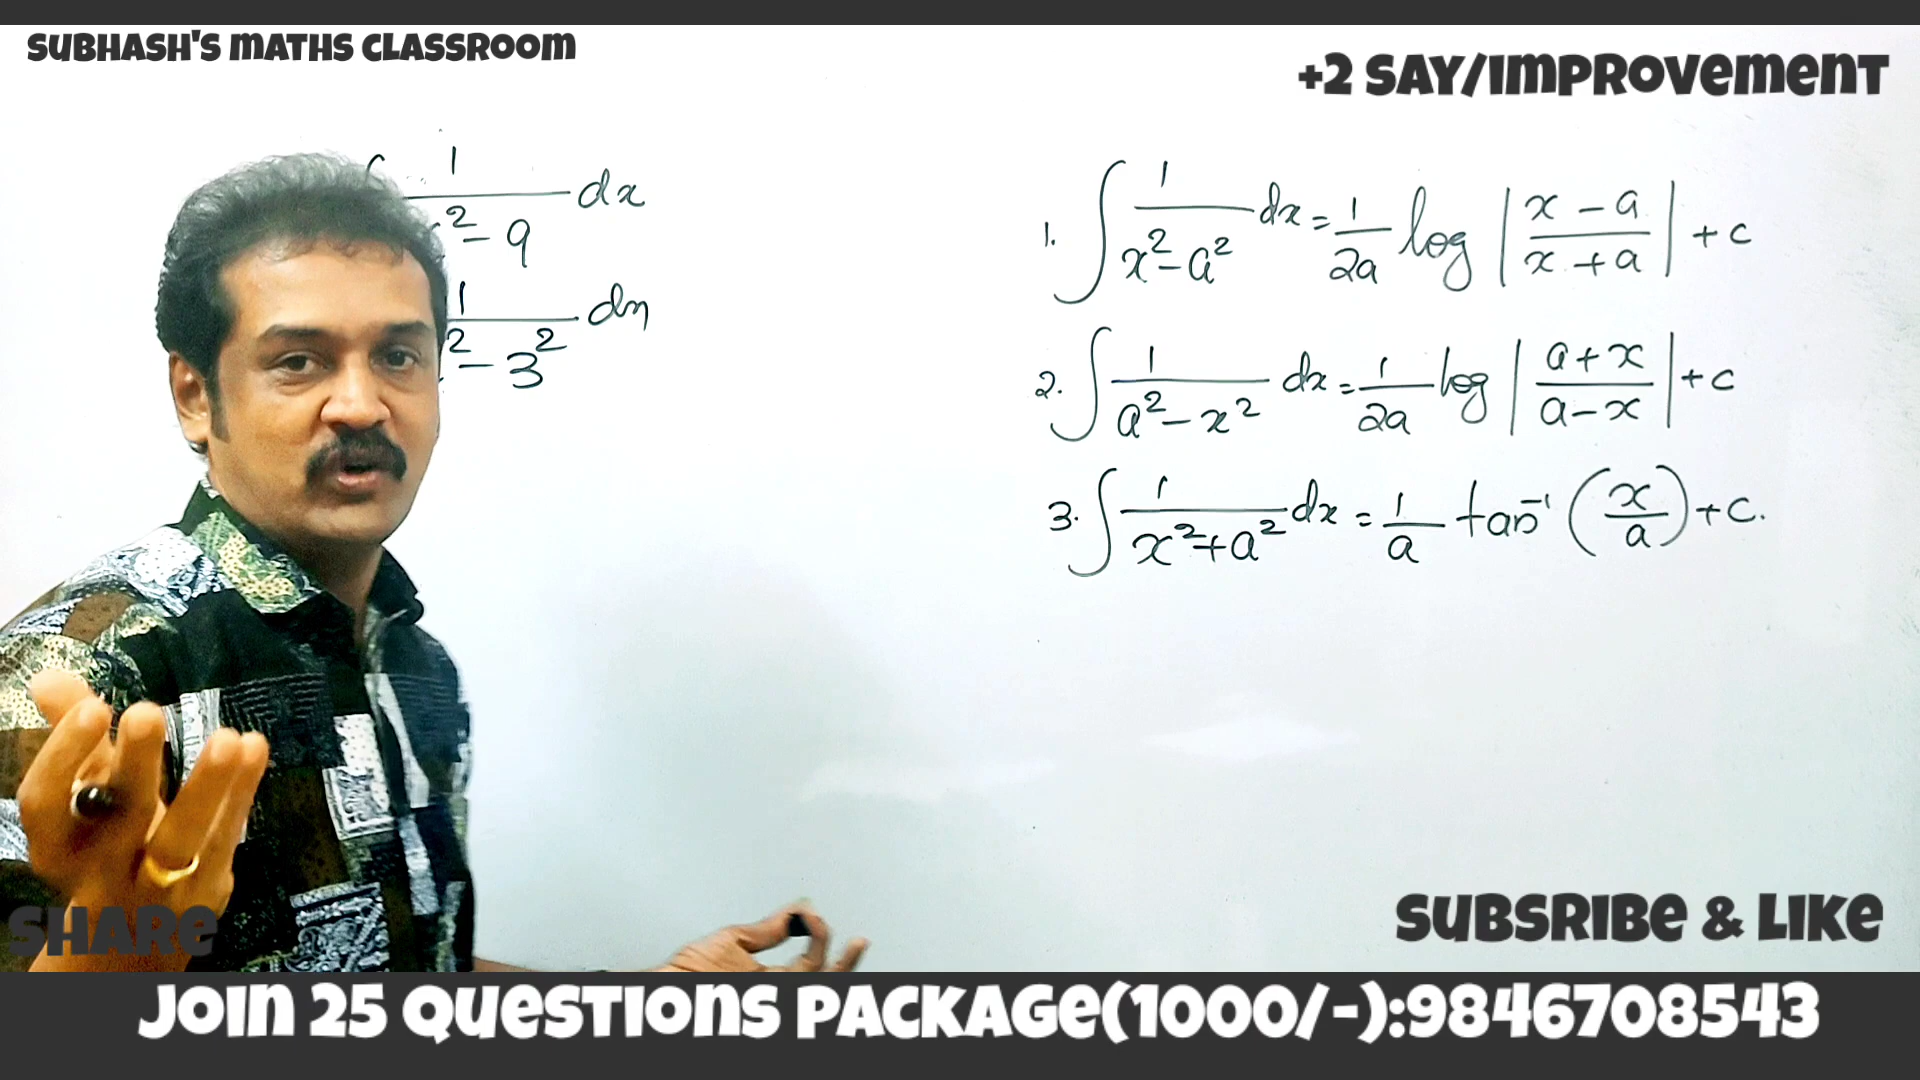 SUBHASH'S MATHS CLASSROOM
+2 SAY/IMPROVEMENT
1
― dx
² - 9
1
― dx
² - 3²
1. ∫ 1/(x² - a²) dx = 1/2a log |(x - a)/(x + a)| + c
2. ∫ 1/(a² - x²) dx = 1/2a log |(a + x)/(a - x)| + c
3. ∫ 1/(x² + a²) dx = 1/a tan⁻¹ (x/a) + c.
SHARE
SUBSRIBE & LIKE
JOIN 25 QUESTIONS PACKAGE(1000/-):9846708543